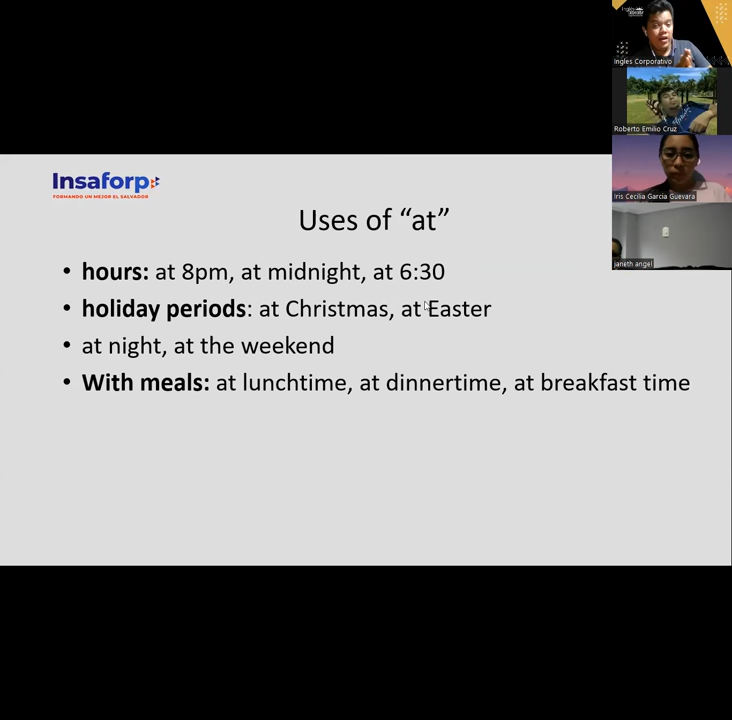 Ingles Corporativo
Roberto Emilio Cruz
Iris Cecilia Garcia Guevara
janeth angel
Insaforp
FORMANDO UN MEJOR EL SALVADOR
Uses of “at”
• hours: at 8pm, at midnight, at 6:30
• holiday periods: at Christmas, at Easter
• at night, at the weekend
• With meals: at lunchtime, at dinnertime, at breakfast time